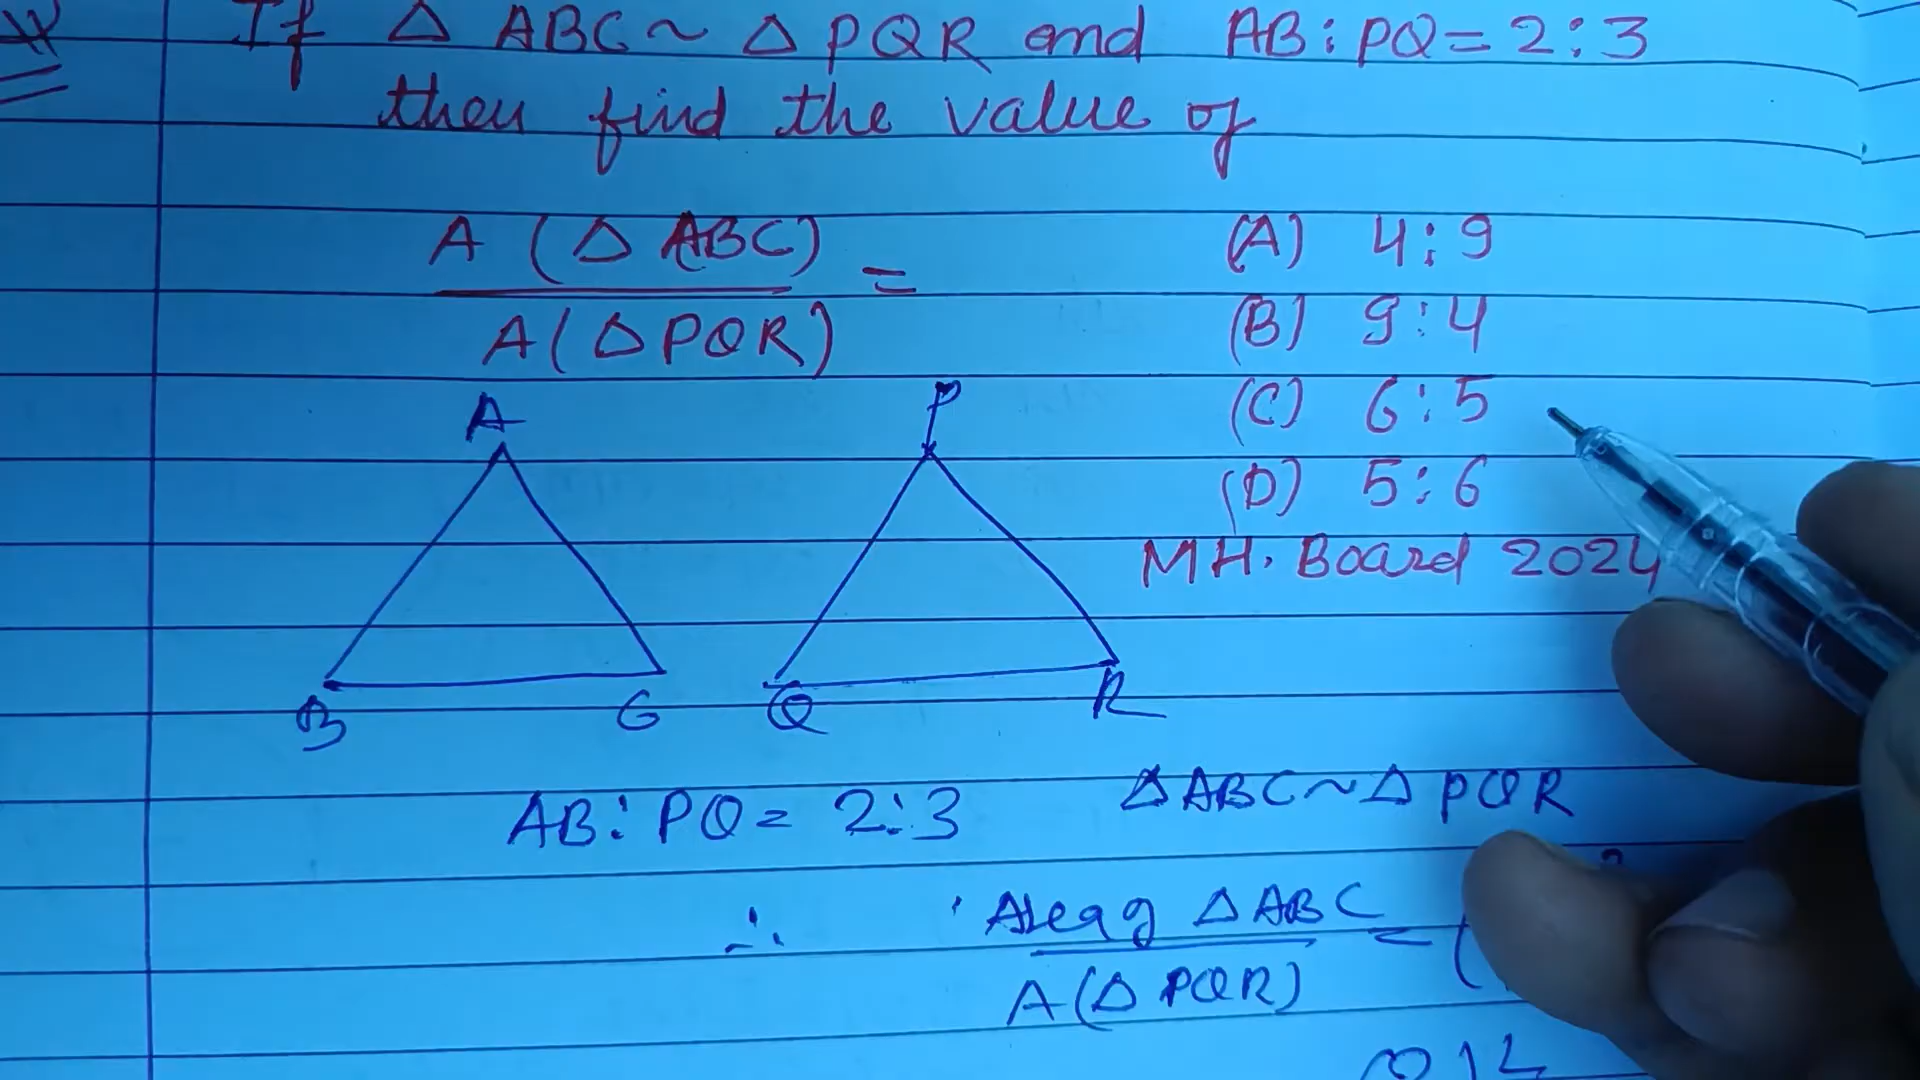 If △ ABC ~ △ PQR and AB : PQ = 2 : 3
then find the value of
A (△ ABC)
=
A (△ PQR)
(A) 4 : 9
(B) 9 : 4
(C) 6 : 5
(D) 5 : 6
MH. Board 2024
A
P
B
C
Q
R
AB : PQ = 2 : 3
△ ABC ~ △ PQR
∴ Area of △ ABC
= (
A (△ PQR)